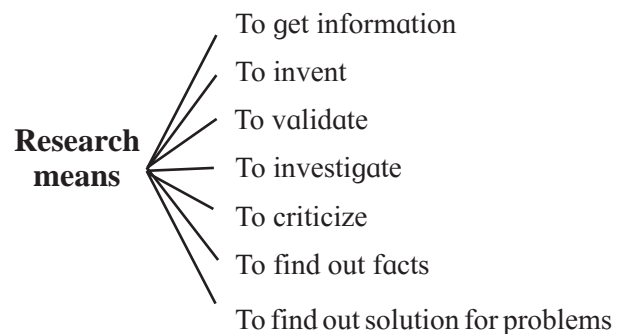 To get information
To invent
To validate
Research
means
To investigate
To criticize
To find out facts
To find out solution for problems